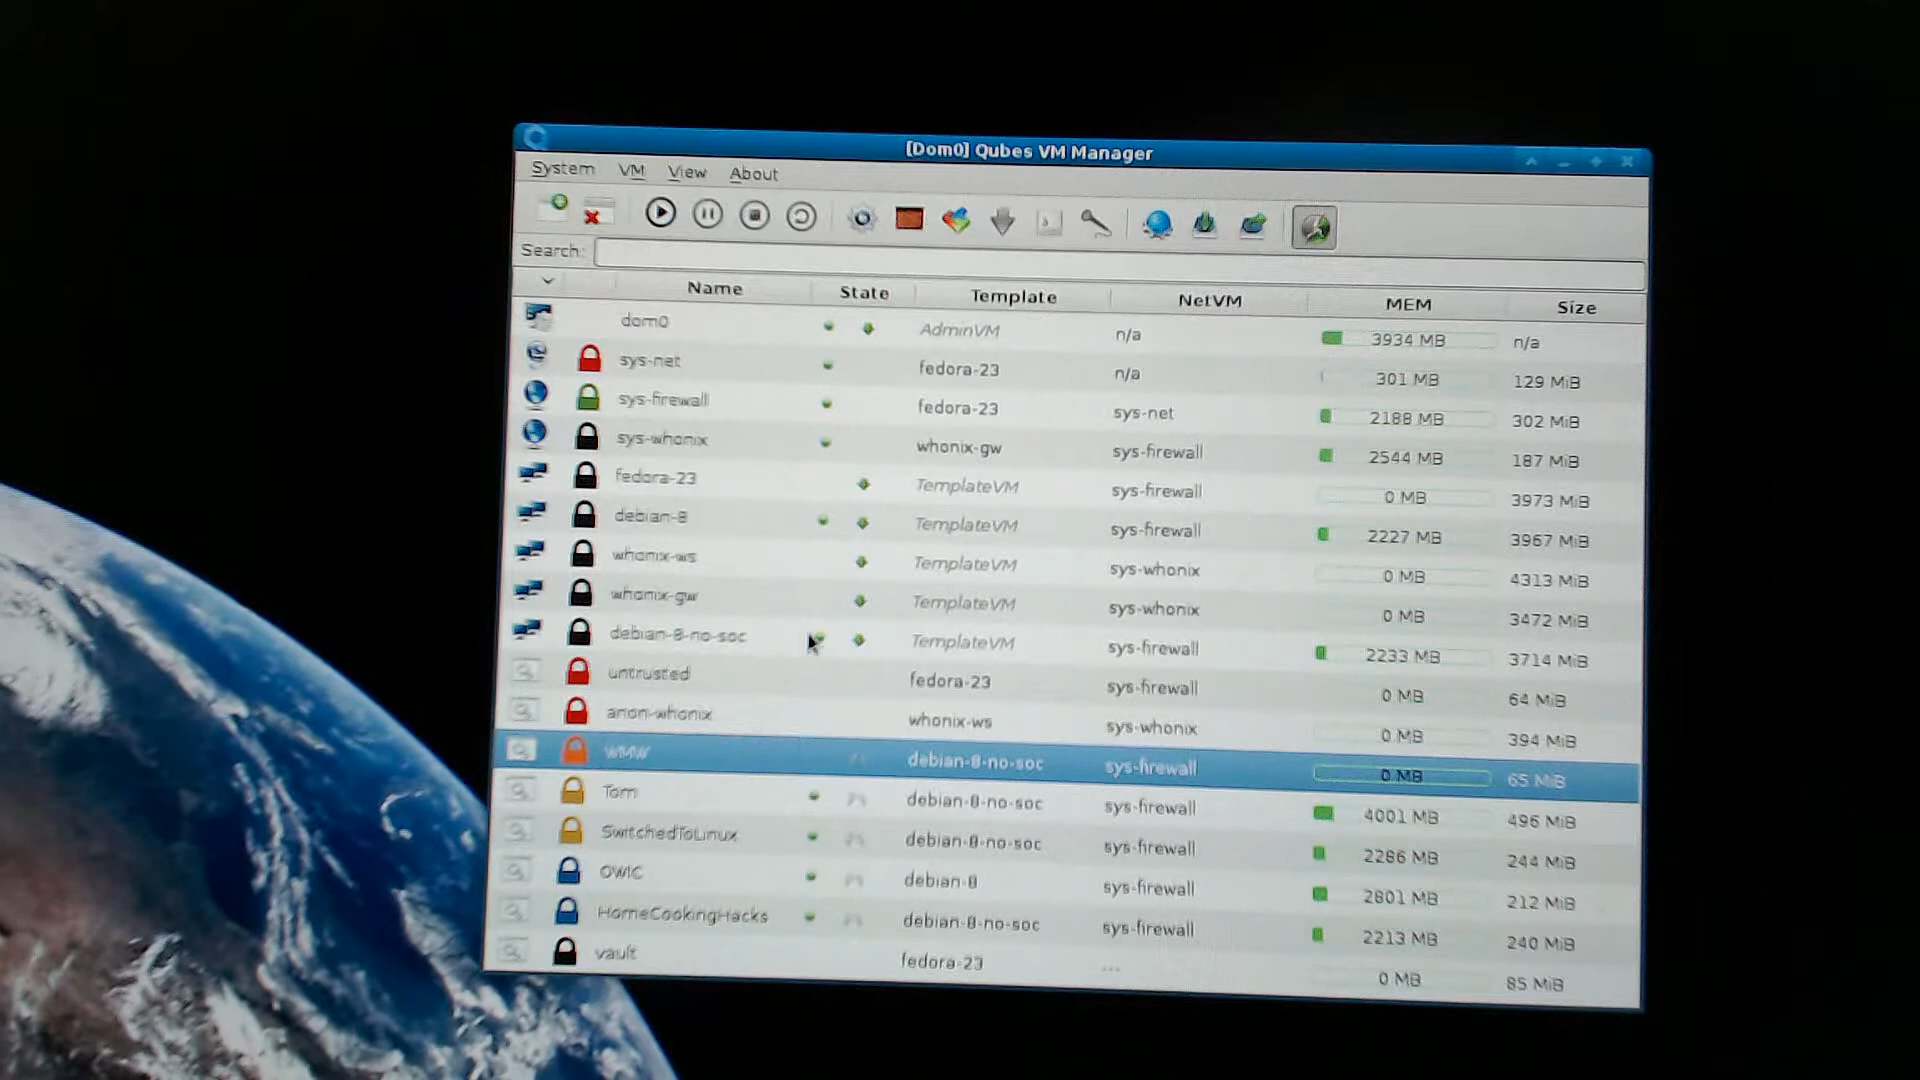 [Dom0] Qubes VM Manager
System VM View About
Search:
Name State Template NetVM MEM Size
dom0 AdminVM n/a 3934 MB n/a
sys-net fedora-23 n/a 301 MB 129 MiB
sys-firewall fedora-23 sys-net 2188 MB 302 MiB
sys-whonix whonix-gw sys-firewall 2544 MB 187 MiB
fedora-23 TemplateVM sys-firewall 0 MB 3973 MiB
debian-8 TemplateVM sys-firewall 2227 MB 3967 MiB
whonix-ws TemplateVM sys-whonix 0 MB 4313 MiB
whonix-gw TemplateVM sys-whonix 0 MB 3472 MiB
debian-8-no-soc TemplateVM sys-firewall 2233 MB 3714 MiB
untrusted fedora-23 sys-firewall 0 MB 64 MiB
anon-whonix whonix-ws sys-whonix 0 MB 394 MiB
WMW debian-8-no-soc sys-firewall 0 MB 65 MiB
Tom debian-8-no-soc sys-firewall 4001 MB 496 MiB
SwitchedToLinux debian-8-no-soc sys-firewall 2286 MB 244 MiB
OWIC debian-8 sys-firewall 2801 MB 212 MiB
HomeCookingHacks debian-8-no-soc sys-firewall 2213 MB 240 MiB
vault fedora-23 --- 0 MB 85 MiB